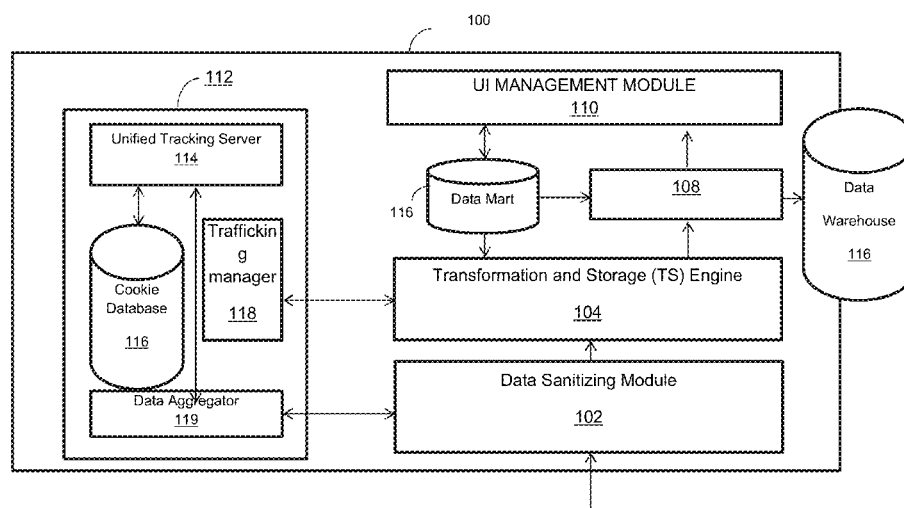 100
112
UI MANAGEMENT MODULE
110
Unified Tracking Server
114
116
Data Mart
108
Data
Warehouse
116
Traffickin
g
manager
118
Cookie
Database
116
Transformation and Storage (TS) Engine
104
Data Sanitizing Module
102
Data Aggregator
119